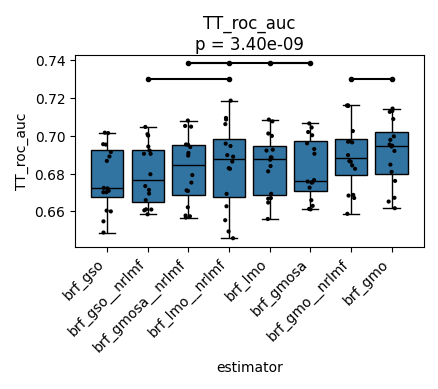 TT_roc_auc
p = 3.40e-09
TT_roc_auc
0.74
0.72
0.70
0.68
0.66
brf_gso
brf_gso__nrlmf
brf_gmosa__nrlmf
brf_lmo__nrlmf
brf_lmo
brf_gmosa
brf_gmo__nrlmf
brf_gmo
estimator